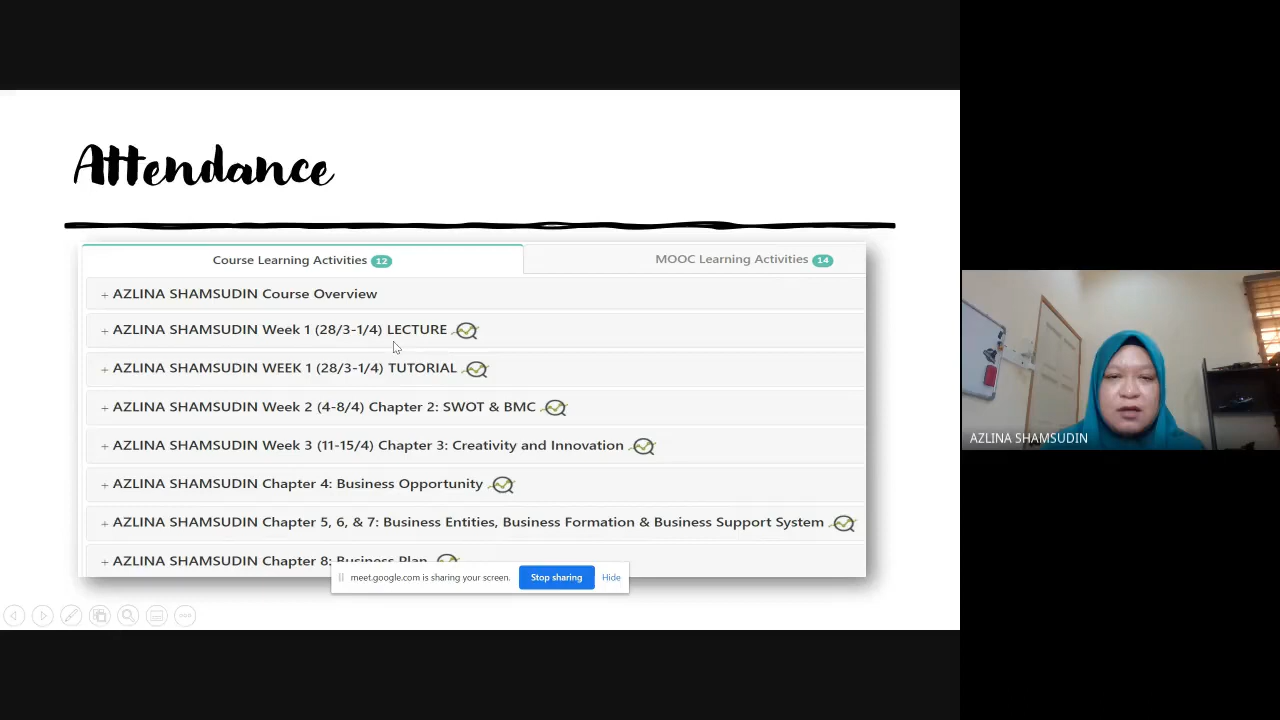 Attendance
Course Learning Activities 12
MOOC Learning Activities 14
+ AZLINA SHAMSUDIN Course Overview
+ AZLINA SHAMSUDIN Week 1 (28/3-1/4) LECTURE
+ AZLINA SHAMSUDIN WEEK 1 (28/3-1/4) TUTORIAL
+ AZLINA SHAMSUDIN Week 2 (4-8/4) Chapter 2: SWOT & BMC
+ AZLINA SHAMSUDIN Week 3 (11-15/4) Chapter 3: Creativity and Innovation
+ AZLINA SHAMSUDIN Chapter 4: Business Opportunity
+ AZLINA SHAMSUDIN Chapter 5, 6, & 7: Business Entities, Business Formation & Business Support System
+ AZLINA SHAMSUDIN Chapter 8: Business Plan
meet.google.com is sharing your screen. Stop sharing Hide
AZLINA SHAMSUDIN